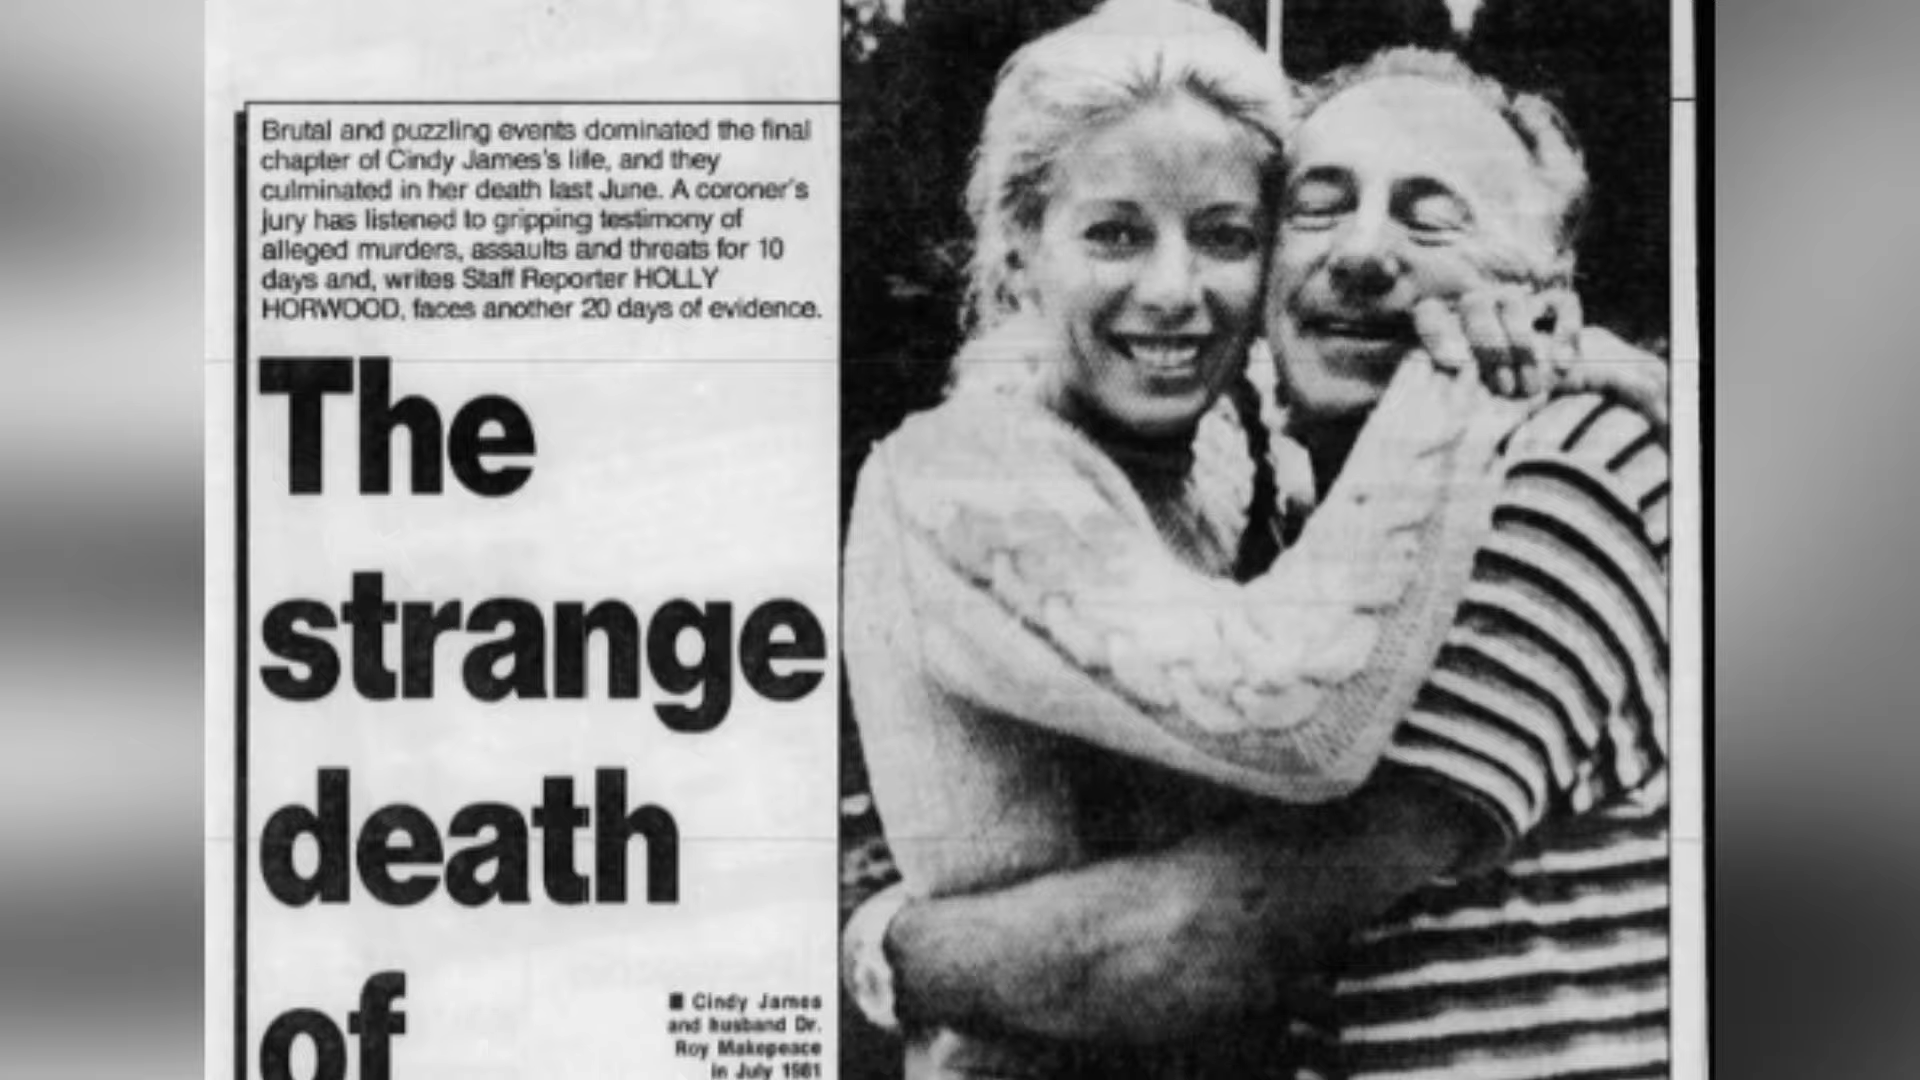 Brutal and puzzling events dominated the final
chapter of Cindy James's life, and they
culminated in her death last June. A coroner's
jury has listened to gripping testimony of
alleged murders, assaults and threats for 10
days and, writes Staff Reporter HOLLY
HORWOOD, faces another 20 days of evidence.
The
strange
death
of
■ Cindy James
and husband Dr.
Roy Makepeace
in July 1981